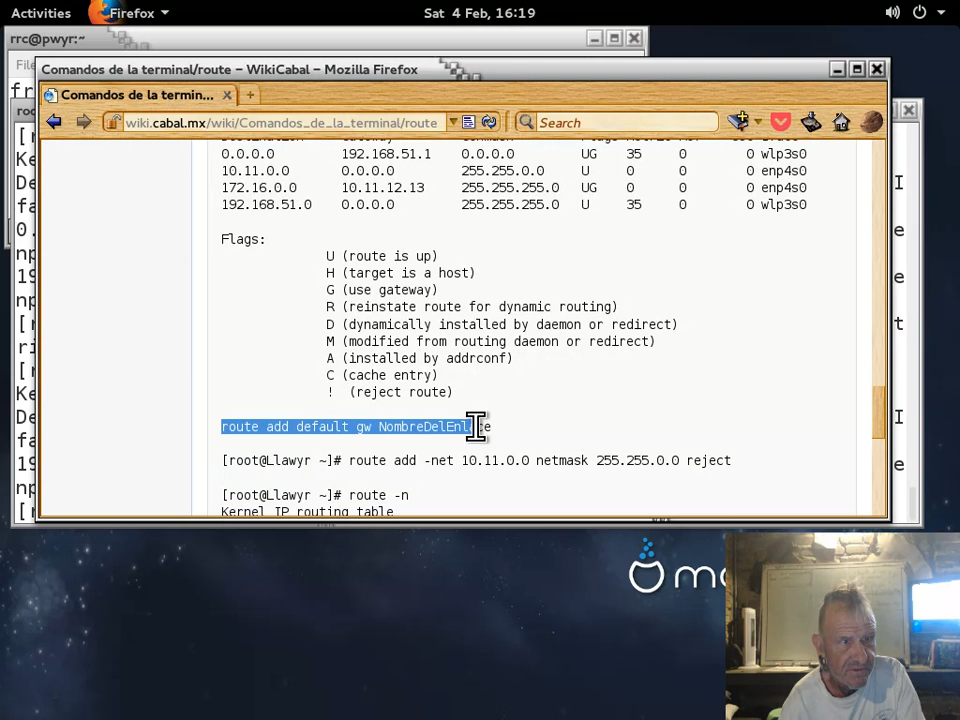 Activities Firefox Sat 4 Feb, 16:19
rrc@pwyr:~
Comandos de la terminal/route – WikiCabal – Mozilla Firefox
Comandos de la termin...
wiki.cabal.mx/wiki/Comandos_de_la_terminal/route Search
0.0.0.0 192.168.51.1 0.0.0.0 UG 35 0 0 wlp3s0
10.11.0.0 0.0.0.0 255.255.0.0 U 0 0 0 enp4s0
172.16.0.0 10.11.12.13 255.255.255.0 UG 0 0 0 enp4s0
192.168.51.0 0.0.0.0 255.255.255.0 U 35 0 0 wlp3s0
Flags:
U (route is up)
H (target is a host)
G (use gateway)
R (reinstate route for dynamic routing)
D (dynamically installed by daemon or redirect)
M (modified from routing daemon or redirect)
A (installed by addrconf)
C (cache entry)
! (reject route)
route add default gw NombreDelEnlace
[root@Llawyr ~]# route add -net 10.11.0.0 netmask 255.255.0.0 reject
[root@Llawyr ~]# route -n
Kernel IP routing table